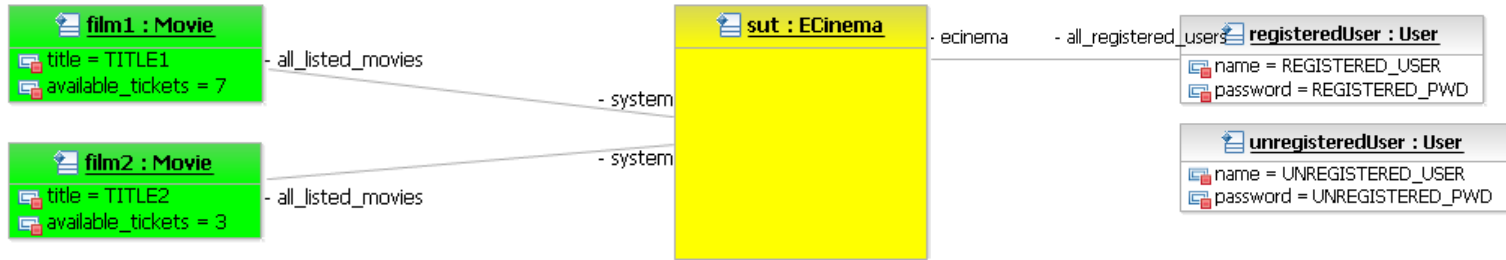 film1 : Movie
title = TITLE1
available_tickets = 7
- all_listed_movies
- system
film2 : Movie
title = TITLE2
available_tickets = 3
- all_listed_movies
- system
sut : ECinema
- ecinema
- all_registered_users
registeredUser : User
name = REGISTERED_USER
password = REGISTERED_PWD
unregisteredUser : User
name = UNREGISTERED_USER
password = UNREGISTERED_PWD